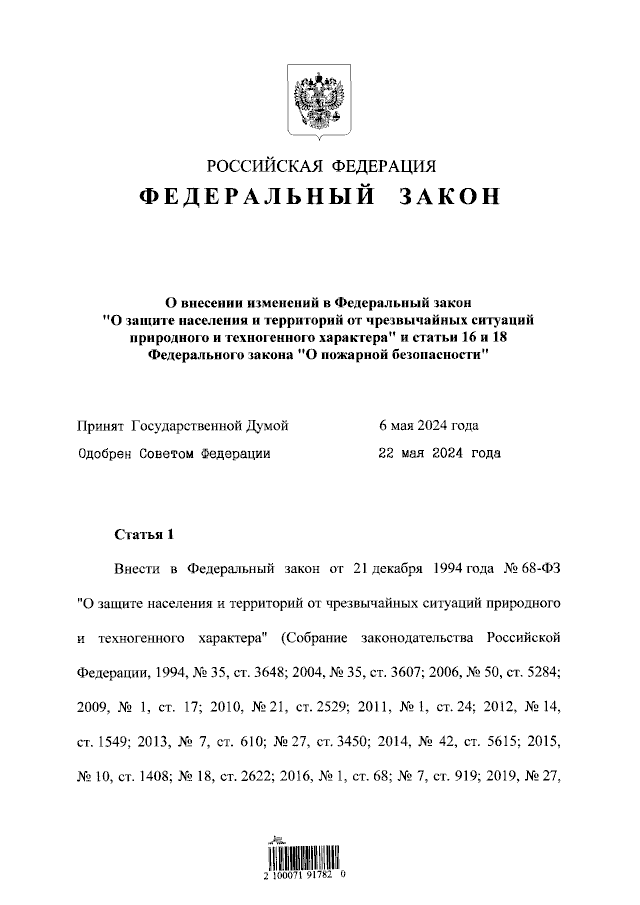 РОССИЙСКАЯ ФЕДЕРАЦИЯ
ФЕДЕРАЛЬНЫЙ ЗАКОН
О внесении изменений в Федеральный закон
"О защите населения и территорий от чрезвычайных ситуаций
природного и техногенного характера" и статьи 16 и 18
Федерального закона "О пожарной безопасности"
Принят Государственной Думой 6 мая 2024 года
Одобрен Советом Федерации 22 мая 2024 года
Статья 1
Внести в Федеральный закон от 21 декабря 1994 года № 68-ФЗ
"О защите населения и территорий от чрезвычайных ситуаций природного
и техногенного характера" (Собрание законодательства Российской
Федерации, 1994, № 35, ст. 3648; 2004, № 35, ст. 3607; 2006, № 50, ст. 5284;
2009, № 1, ст. 17; 2010, № 21, ст. 2529; 2011, № 1, ст. 24; 2012, № 14,
ст. 1549; 2013, № 7, ст. 610; № 27, ст. 3450; 2014, № 42, ст. 5615; 2015,
№ 10, ст. 1408; № 18, ст. 2622; 2016, № 1, ст. 68; № 7, ст. 919; 2019, № 27,
2 100071 91782 0